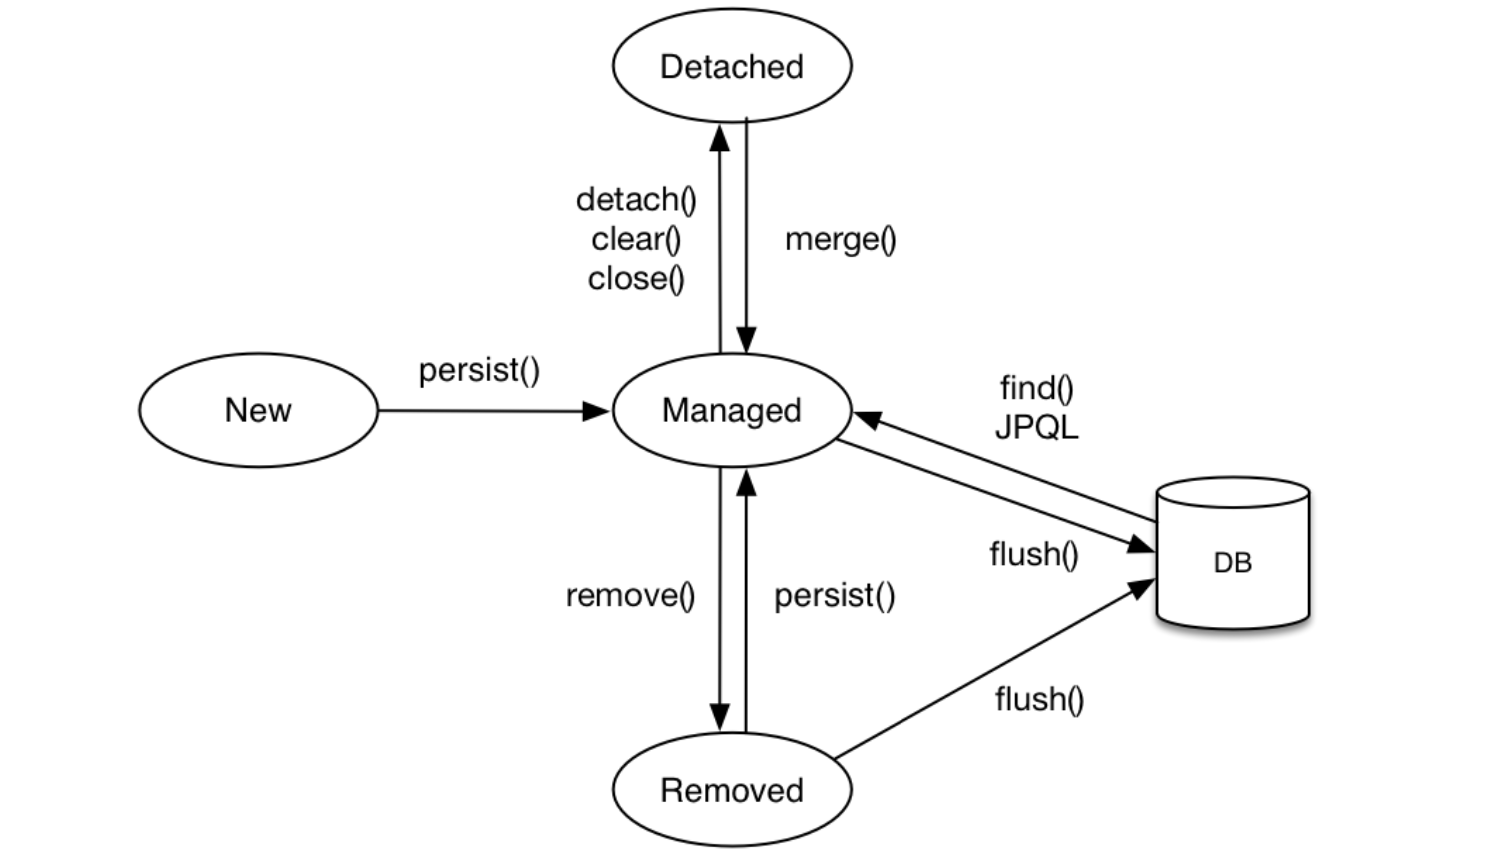 Detached
detach()
clear()
close()
merge()
New
persist()
Managed
find()
JPQL
flush()
DB
remove()
persist()
flush()
Removed